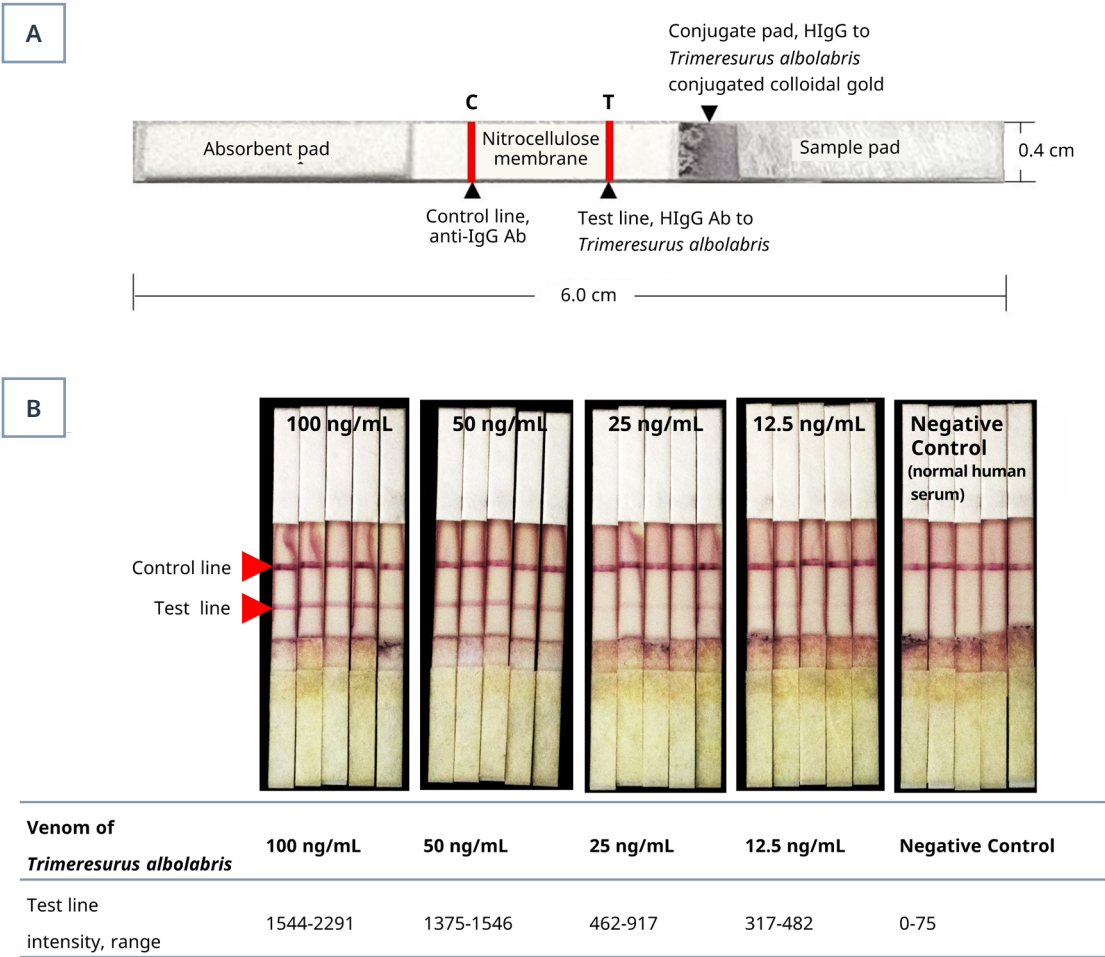 A
Conjugate pad, HIgG to
Trimeresurus albolabris
conjugated colloidal gold
C
T
Absorbent pad
Nitrocellulose
membrane
Sample pad
0.4 cm
Control line,
anti-IgG Ab
Test line, HIgG Ab to
Trimeresurus albolabris
6.0 cm
B
100 ng/mL
50 ng/mL
25 ng/mL
12.5 ng/mL
Negative
Control
(normal human
serum)
Control line
Test line
Venom of
Trimeresurus albolabris
100 ng/mL
50 ng/mL
25 ng/mL
12.5 ng/mL
Negative Control
Test line
intensity, range
1544-2291
1375-1546
462-917
317-482
0-75